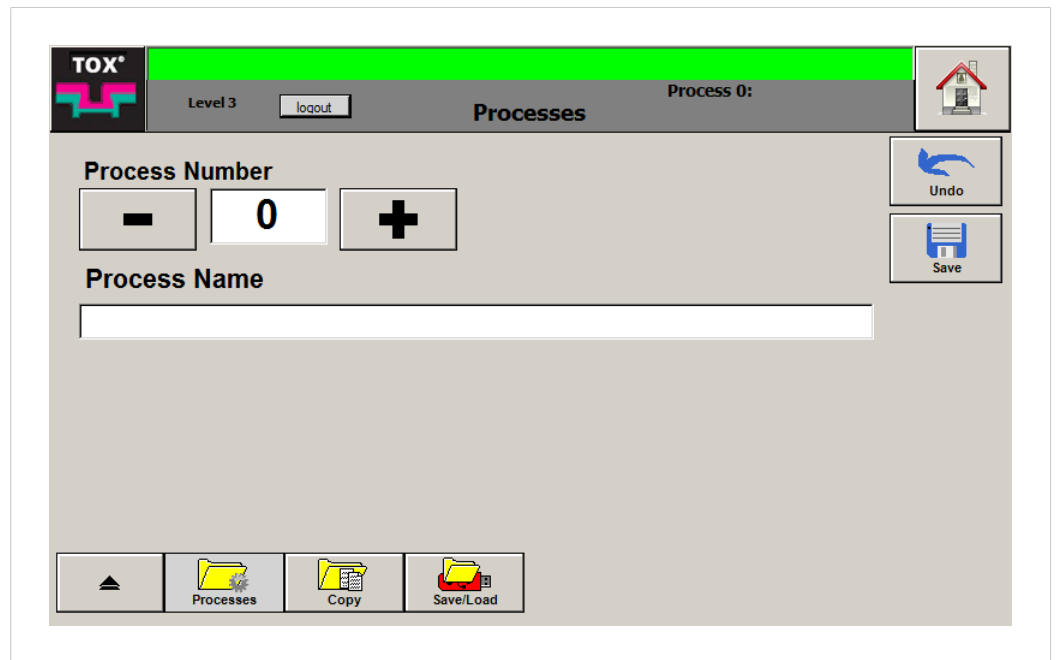 TOX®
Level 3
logout
Processes
Process 0:
Process Number
0
Undo
Process Name
Save
Processes
Copy
Save/Load